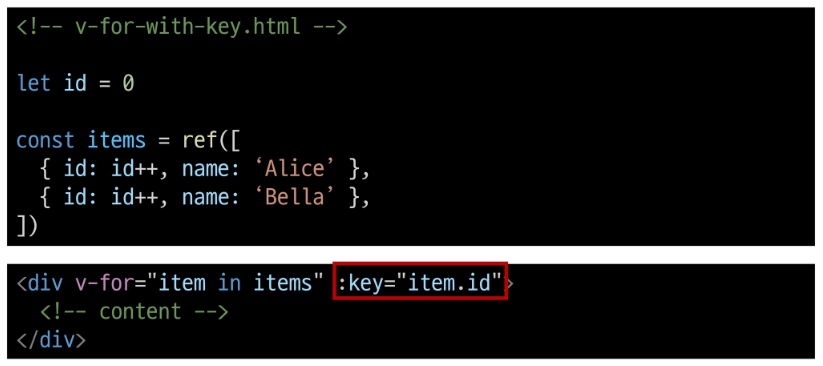 <!-- v-for-with-key.html -->
let id = 0
const items = ref([
{ id: id++, name: ‘Alice’ },
{ id: id++, name: ‘Bella’ },
])
<div v-for="item in items" :key="item.id">
<!-- content -->
</div>